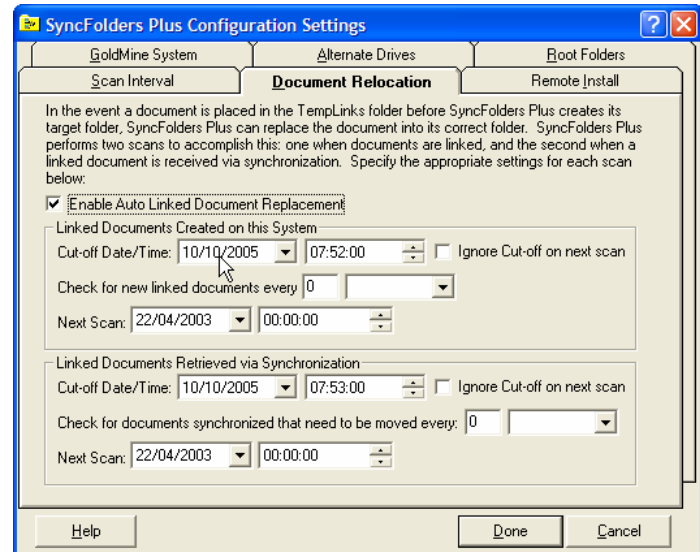 SyncFolders Plus Configuration Settings
GoldMine System Alternate Drives Root Folders
Scan Interval Document Relocation Remote Install
In the event a document is placed in the TempLinks folder before SyncFolders Plus creates its
target folder, SyncFolders Plus can replace the document into its correct folder. SyncFolders Plus
performs two scans to accomplish this: one when documents are linked, and the second when a
linked document is received via synchronization. Specify the appropriate settings for each scan
below:
Enable Auto Linked Document Replacement
Linked Documents Created on this System
Cut-off Date/Time: 10/10/2005 07:52:00 Ignore Cut-off on next scan
Check for new linked documents every 0
Next Scan: 22/04/2003 00:00:00
Linked Documents Retrieved via Synchronization
Cut-off Date/Time: 10/10/2005 07:53:00 Ignore Cut-off on next scan
Check for documents synchronized that need to be moved every: 0
Next Scan: 22/04/2003 00:00:00
Help Done Cancel